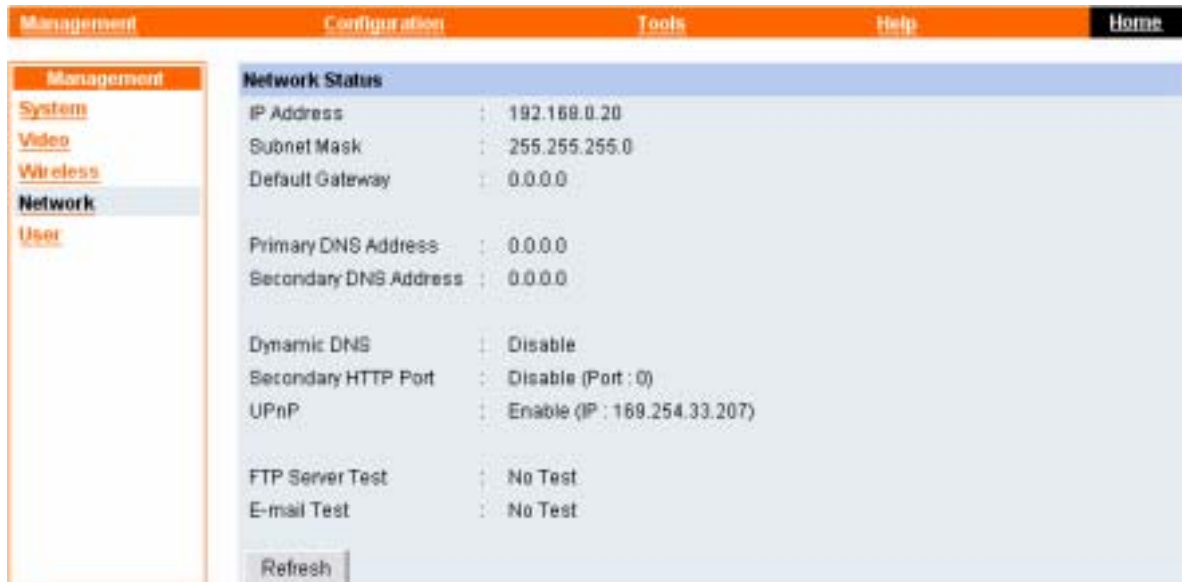 Management Configuration Tools Help Home
Management
System
Video
Wireless
Network
User
Network Status
IP Address : 192.168.0.20
Subnet Mask : 255.255.255.0
Default Gateway : 0.0.0.0
Primary DNS Address : 0.0.0.0
Secondary DNS Address : 0.0.0.0
Dynamic DNS : Disable
Secondary HTTP Port : Disable (Port : 0)
UPnP : Enable (IP : 169.254.33.207)
FTP Server Test : No Test
E-mail Test : No Test
Refresh